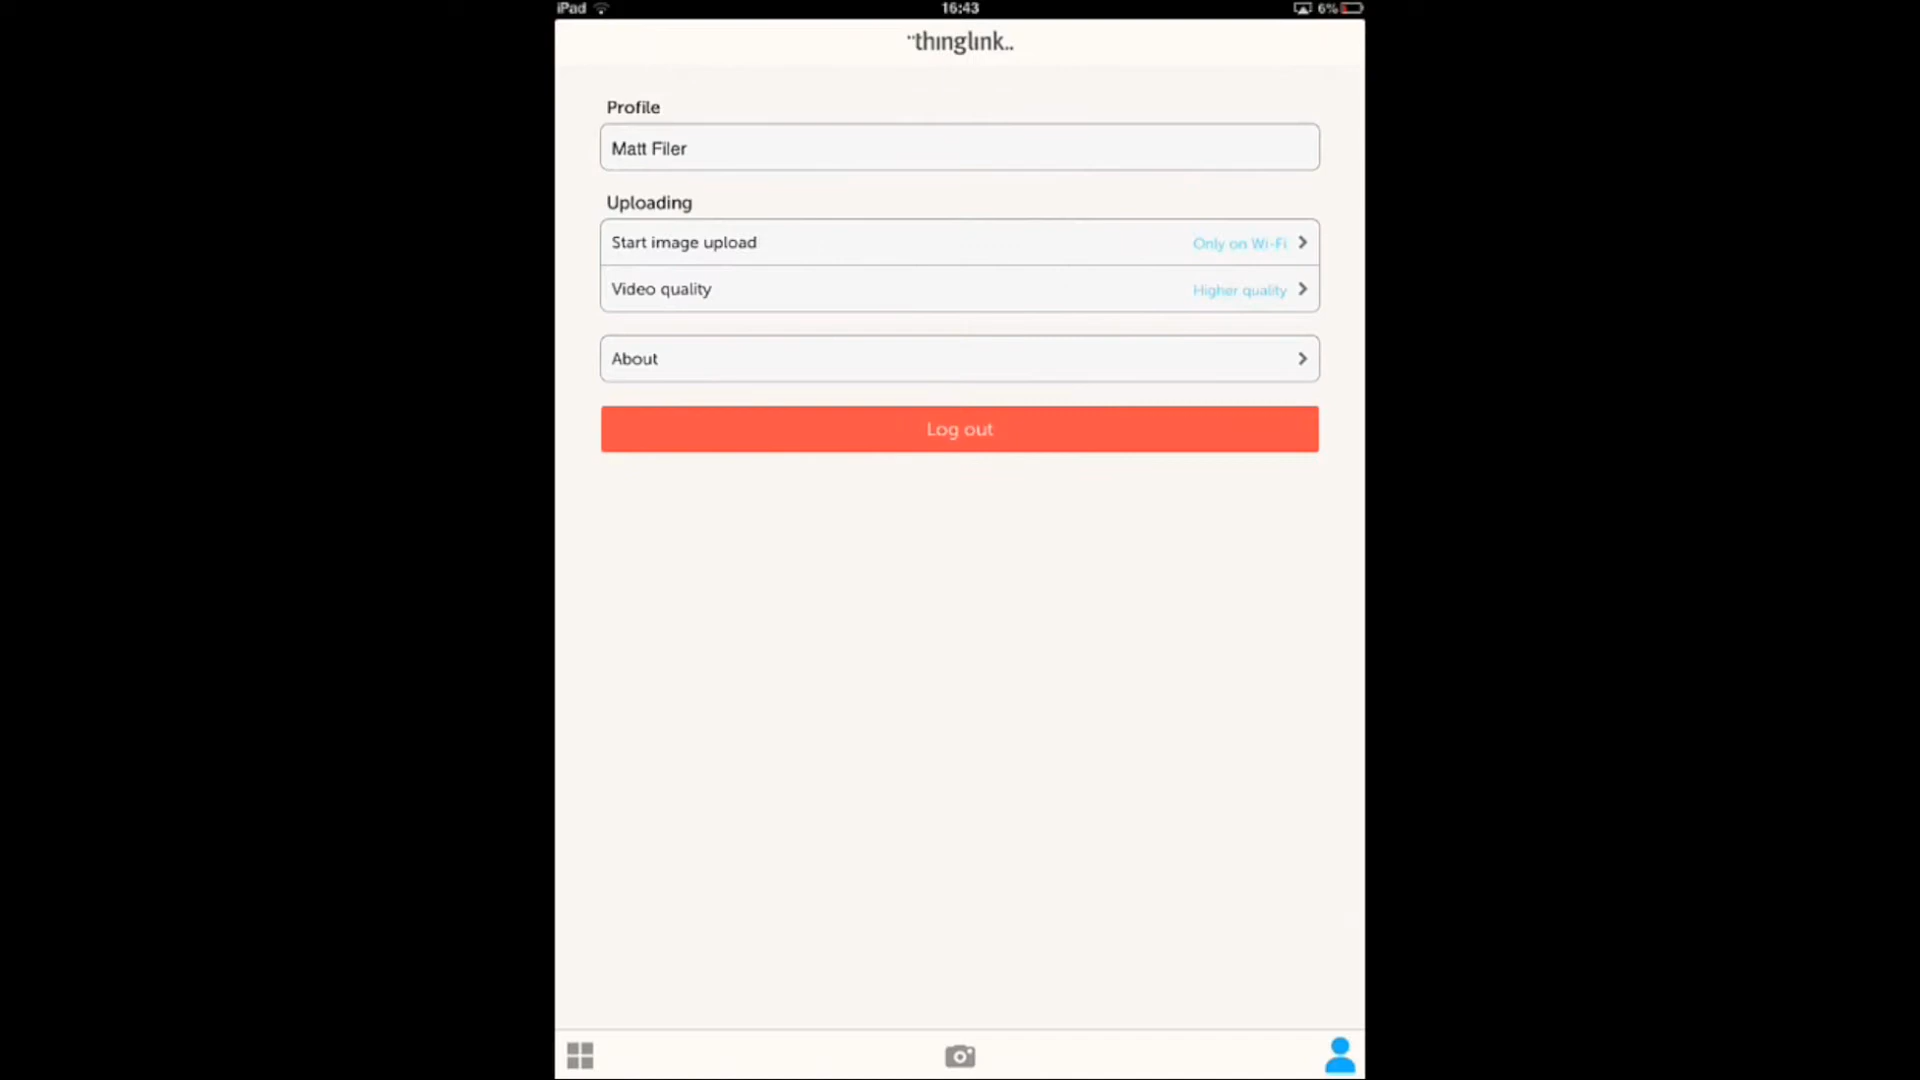 iPad 16:43 6%
¨thınglınk..
Profile
Matt Filer
Uploading
Start image upload Only on Wi-Fi
Video quality Higher quality
About
Log out